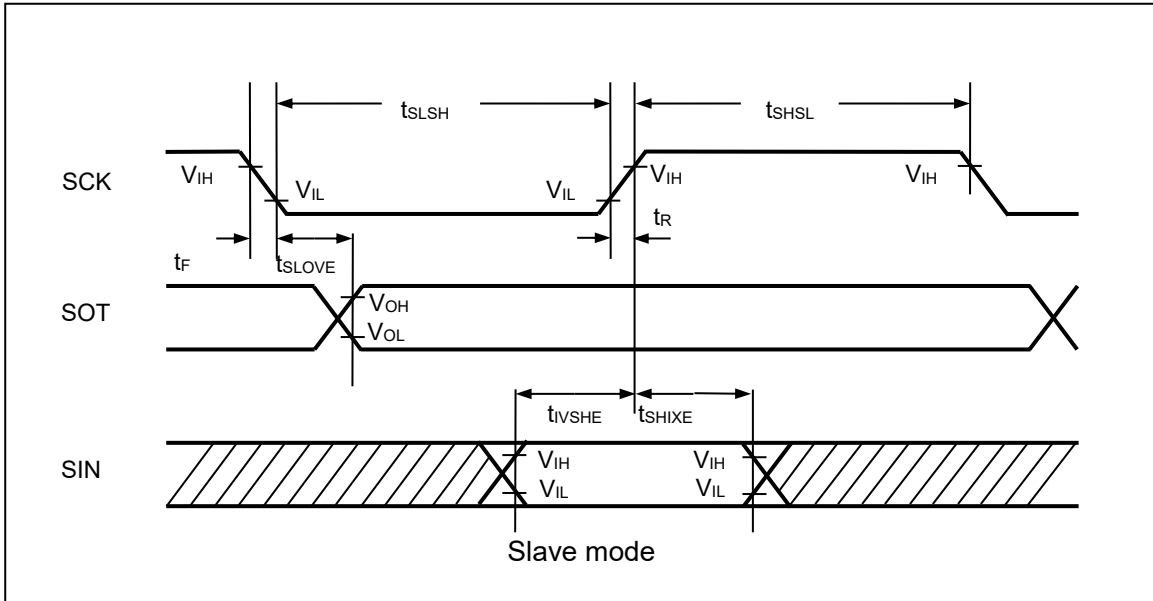 tSLSH
tSHSL
SCK
VIH
VIL
VIL
VIH
VIH
tR
tF
tSLOVE
SOT
VOH
VOL
tIVSHE
tSHIXE
SIN
VIH
VIH
VIL
VIL
Slave mode